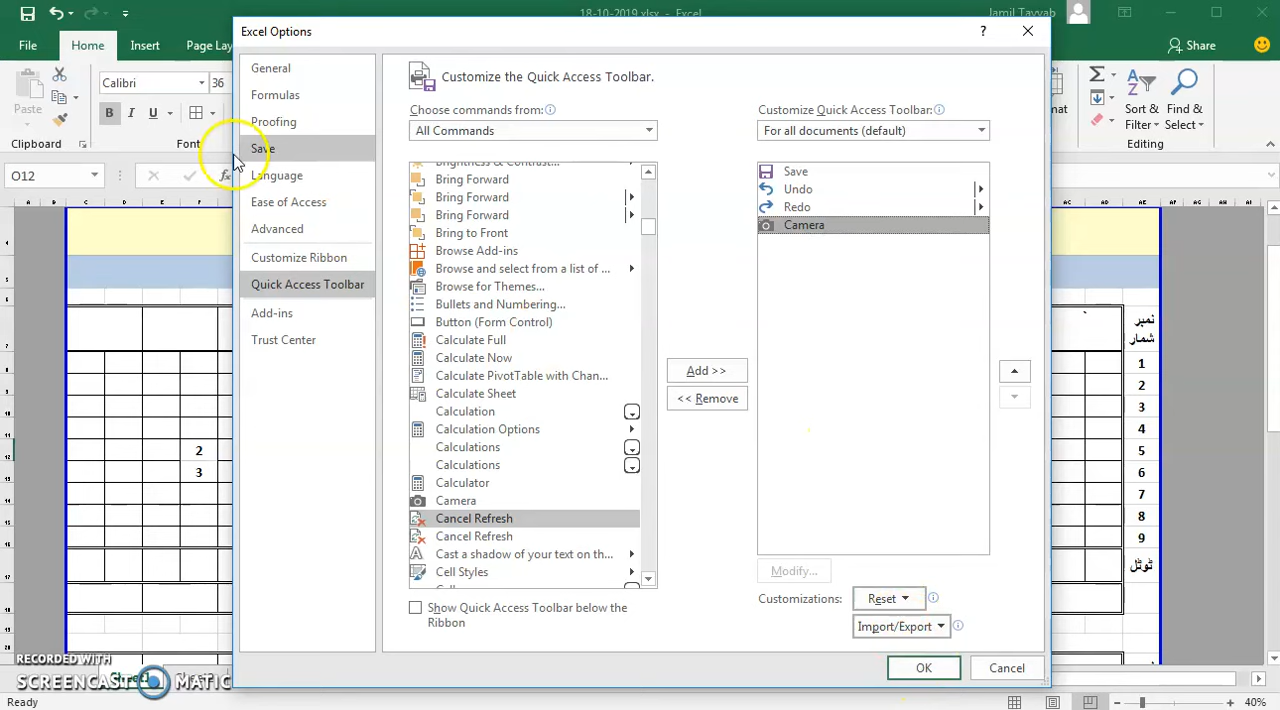 18-10-2019 xlsx - Excel
Jamil Tayyab
File
Home
Insert
Page Lay
Share
Paste
Clipboard
Calibri
36
B I U
Font
Σ
Sort & Filter
Find & Select
Editing
O12
fx
Excel Options
?
General
Formulas
Proofing
Save
Language
Ease of Access
Advanced
Customize Ribbon
Quick Access Toolbar
Add-ins
Trust Center
Customize the Quick Access Toolbar.
Choose commands from:
All Commands
Brightness & Contrast
Bring Forward
Bring Forward
Bring Forward
Bring to Front
Browse Add-ins
Browse and select from a list of ...
Browse for Themes...
Bullets and Numbering...
Button (Form Control)
Calculate Full
Calculate Now
Calculate PivotTable with Chan...
Calculate Sheet
Calculation
Calculation Options
Calculations
Calculations
Calculator
Camera
Cancel Refresh
Cancel Refresh
Cast a shadow of your text on th...
Cell Styles
Show Quick Access Toolbar below the
Ribbon
Add >>
<< Remove
Customize Quick Access Toolbar:
For all documents (default)
Save
Undo
Redo
Camera
Modify...
Customizations:
Reset
Import/Export
OK
Cancel
2
3
نمبر
شمار
1
2
3
4
5
6
7
8
9
ٹوٹل
RECORDED WITH
SCREENCAST MATIC
Ready
40%